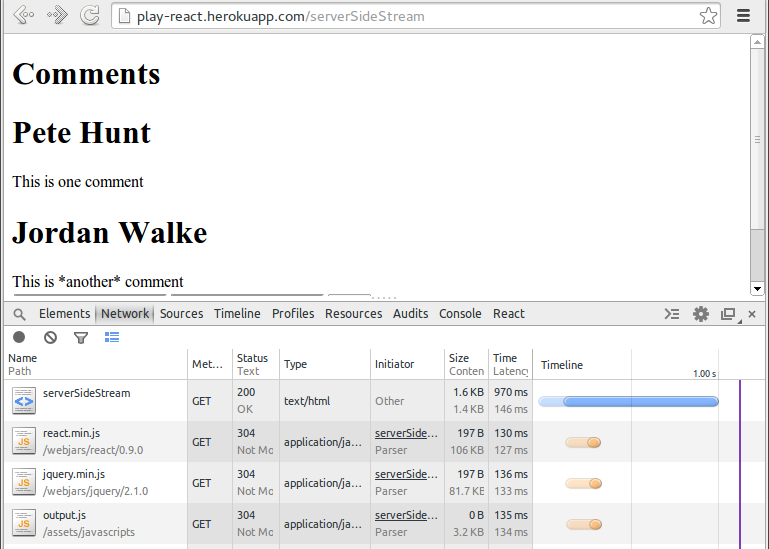 play-react.herokuapp.com/serverSideStream
Comments
Pete Hunt
This is one comment
Jordan Walke
This is *another* comment
Elements Network Sources Timeline Profiles Resources Audits Console React
Name Met... Status Type Initiator Size Time Timeline
Path Text Conten Latency 1.00 s
serverSideStream GET 200 text/html Other 1.6 KB 970 ms
OK 1.4 KB 146 ms
react.min.js GET 304 application/ja... serverSide... 197 B 130 ms
/webjars/react/0.9.0 Not Mo Parser 106 KB 127 ms
jquery.min.js GET 304 application/ja... serverSide... 197 B 136 ms
/webjars/jquery/2.1.0 Not Mo Parser 81.7 KE 133 ms
output.js GET 304 application/ja... serverSide... 0 B 135 ms
/assets/javascripts Not Mo Parser 3.2 KB 134 ms
JS
JS
JS